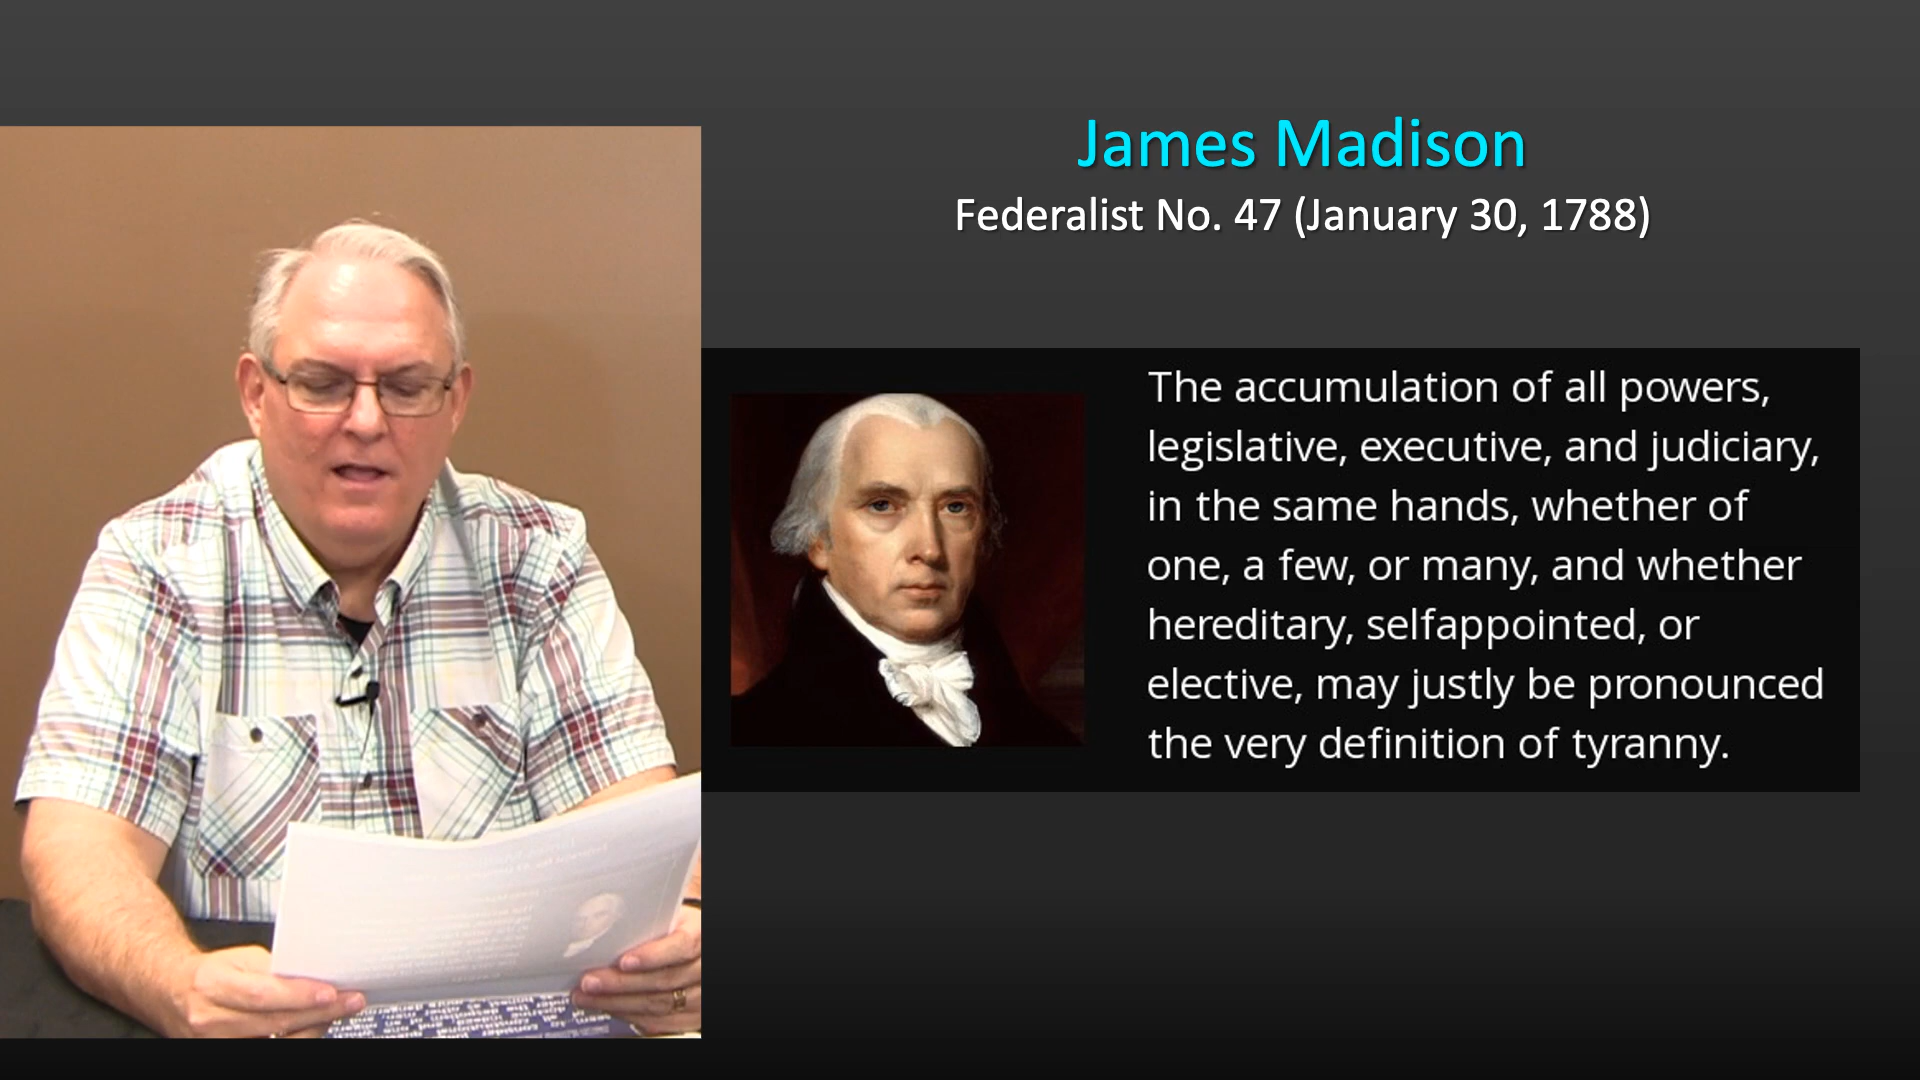 James Madison
Federalist No. 47 (January 30, 1788)
The accumulation of all powers,
legislative, executive, and judiciary,
in the same hands, whether of
one, a few, or many, and whether
hereditary, selfappointed, or
elective, may justly be pronounced
the very definition of tyranny.